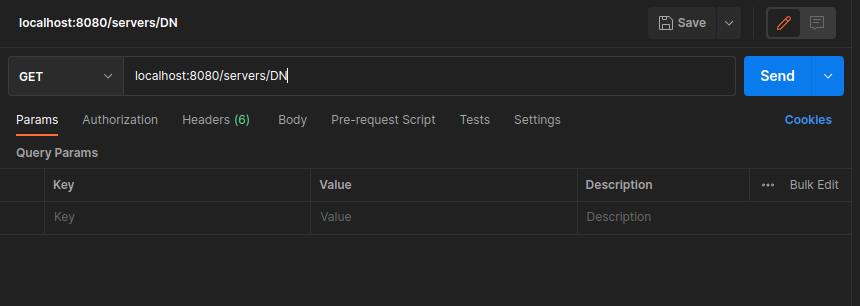 localhost:8080/servers/DN
Save
GET localhost:8080/servers/DN Send
Params Authorization Headers (6) Body Pre-request Script Tests Settings Cookies
Query Params
Key Value Description ••• Bulk Edit
Key Value Description